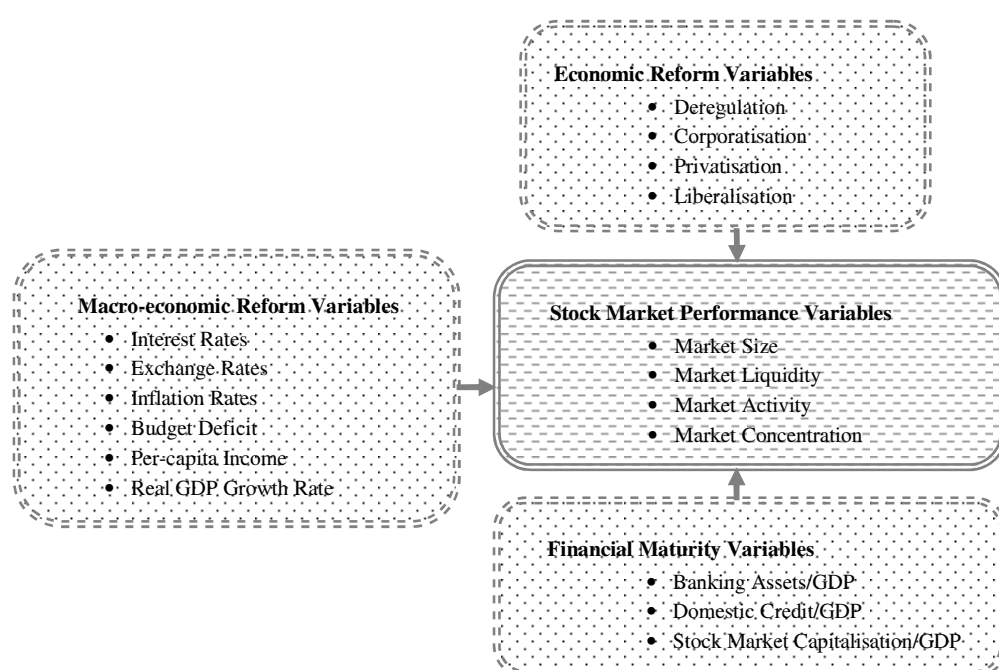 Economic Reform Variables
• Deregulation
• Corporatisation
• Privatisation
• Liberalisation
Macro-economic Reform Variables
• Interest Rates
• Exchange Rates
• Inflation Rates
• Budget Deficit
• Per-capita Income
• Real GDP Growth Rate
Stock Market Performance Variables
• Market Size
• Market Liquidity
• Market Activity
• Market Concentration
Financial Maturity Variables
• Banking Assets/GDP
• Domestic Credit/GDP
• Stock Market Capitalisation/GDP